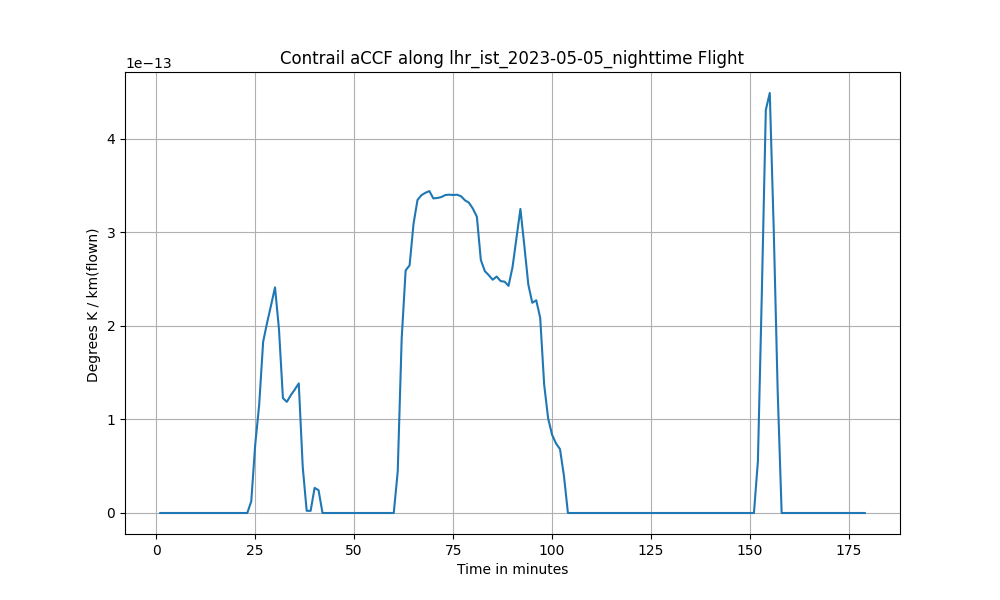 Contrail aCCF along lhr_ist_2023-05-05_nighttime Flight
1e−13
4
3
2
1
0
Degrees K / km(flown)
0 25 50 75 100 125 150 175
Time in minutes